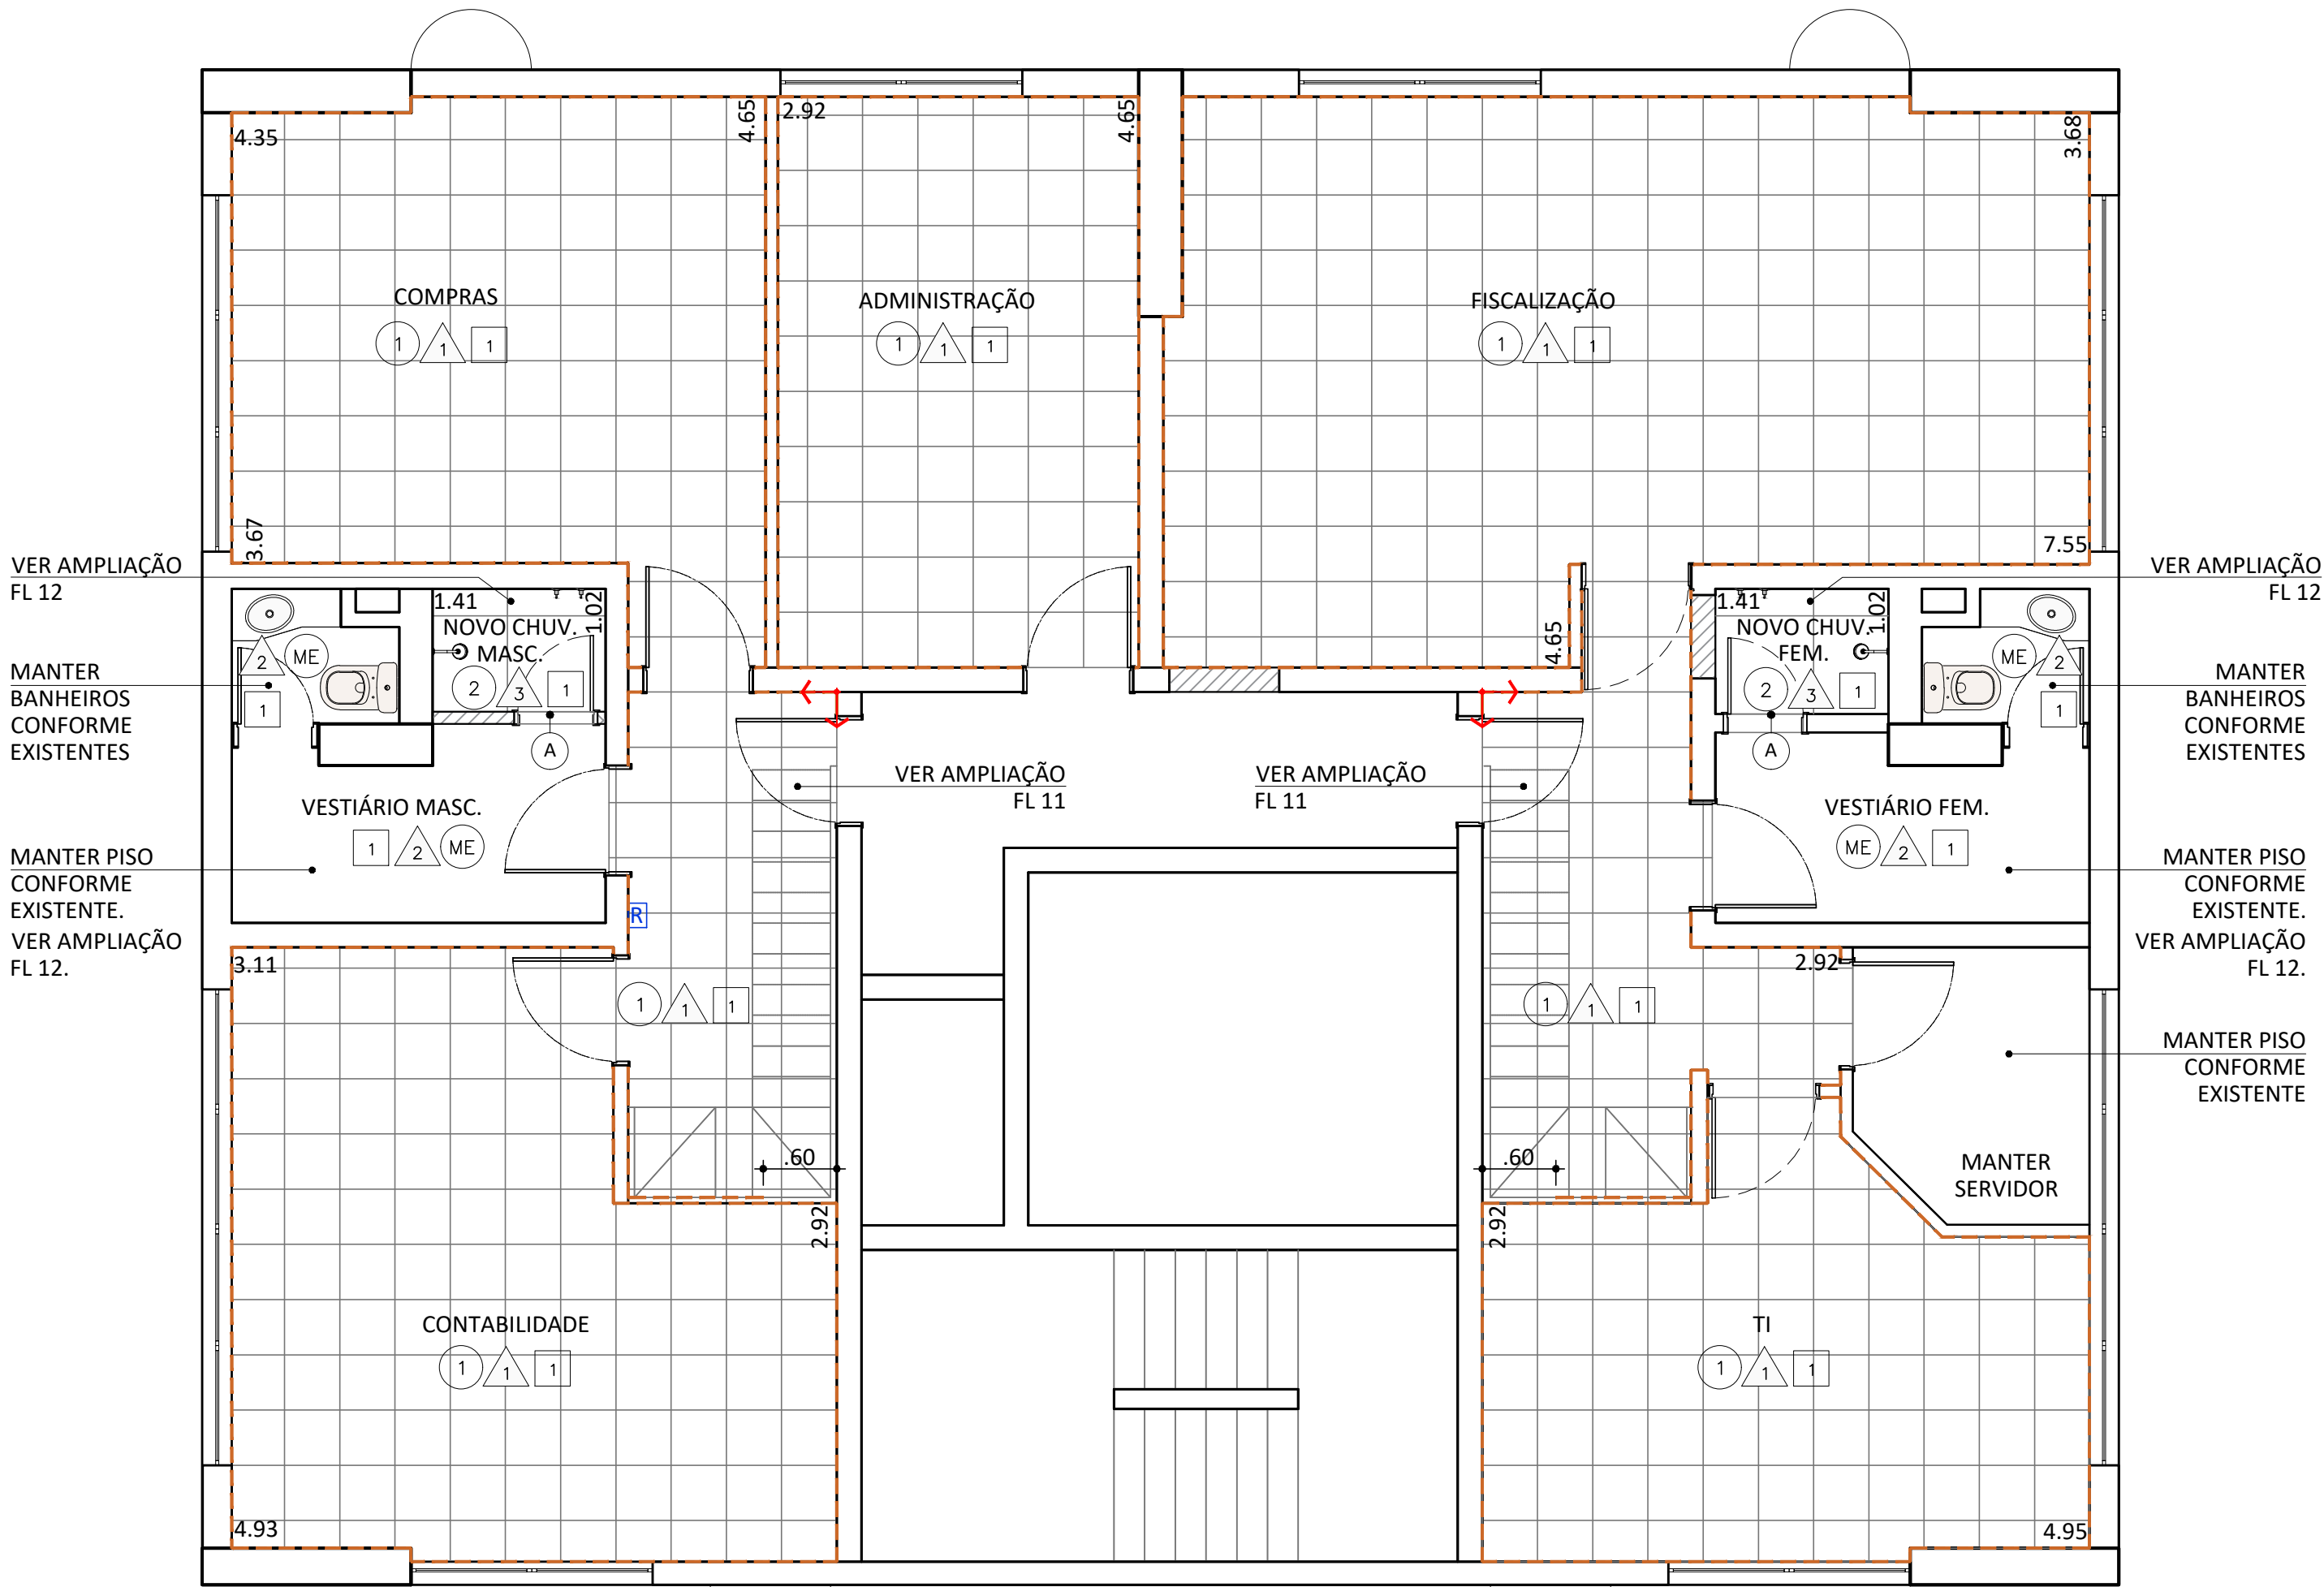 4.35
4.65
2.92
4.65
3.68
COMPRAS
1 1 1
ADMINISTRAÇÃO
1 1 1
FISCALIZAÇÃO
1 1 1
3.67
7.55
4.65
VER AMPLIAÇÃO
FL 12
1.41
1.02
NOVO CHUV.
MASC.
2 3 1
A
2 ME
1
MANTER
BANHEIROS
CONFORME
EXISTENTES
VESTIÁRIO MASC.
1 2 ME
MANTER PISO
CONFORME
EXISTENTE.
VER AMPLIAÇÃO
FL 12.
VER AMPLIAÇÃO
FL 11
VER AMPLIAÇÃO
FL 11
VER AMPLIAÇÃO
FL 12
1.41
1.02
NOVO CHUV.
FEM.
2 3 1
A
ME 2
1
MANTER
BANHEIROS
CONFORME
EXISTENTES
VESTIÁRIO FEM.
ME 2 1
MANTER PISO
CONFORME
EXISTENTE.
VER AMPLIAÇÃO
FL 12.
R
3.11
1 1 1
1 1 1
2.92
MANTER PISO
CONFORME
EXISTENTE
.60
.60
MANTER
SERVIDOR
2.92
2.92
CONTABILIDADE
1 1 1
TI
1 1 1
4.93
4.95